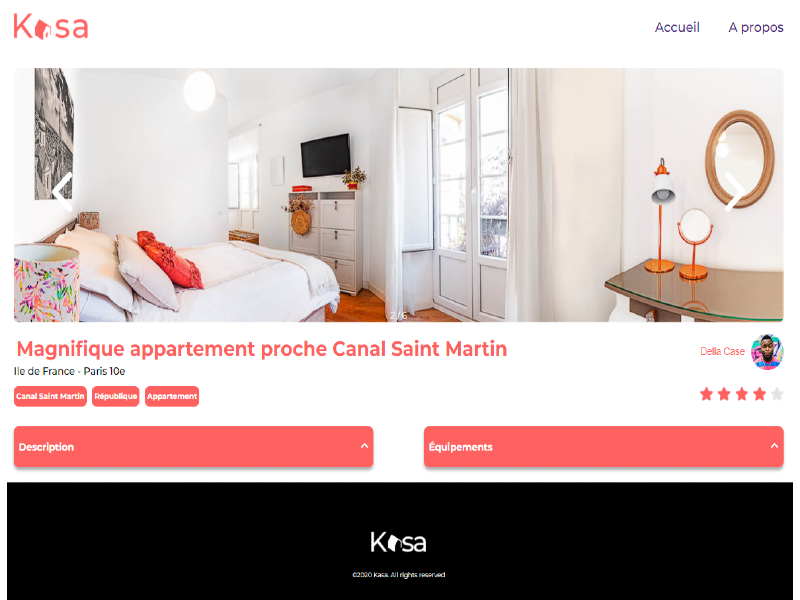 Kasa
Accueil A propos
2 / 6
Magnifique appartement proche Canal Saint Martin
Della Case
Ile de France - Paris 10e
Canal Saint Martin République Appartement
Description Équipements
Kasa
©2020 Kasa. All rights reserved